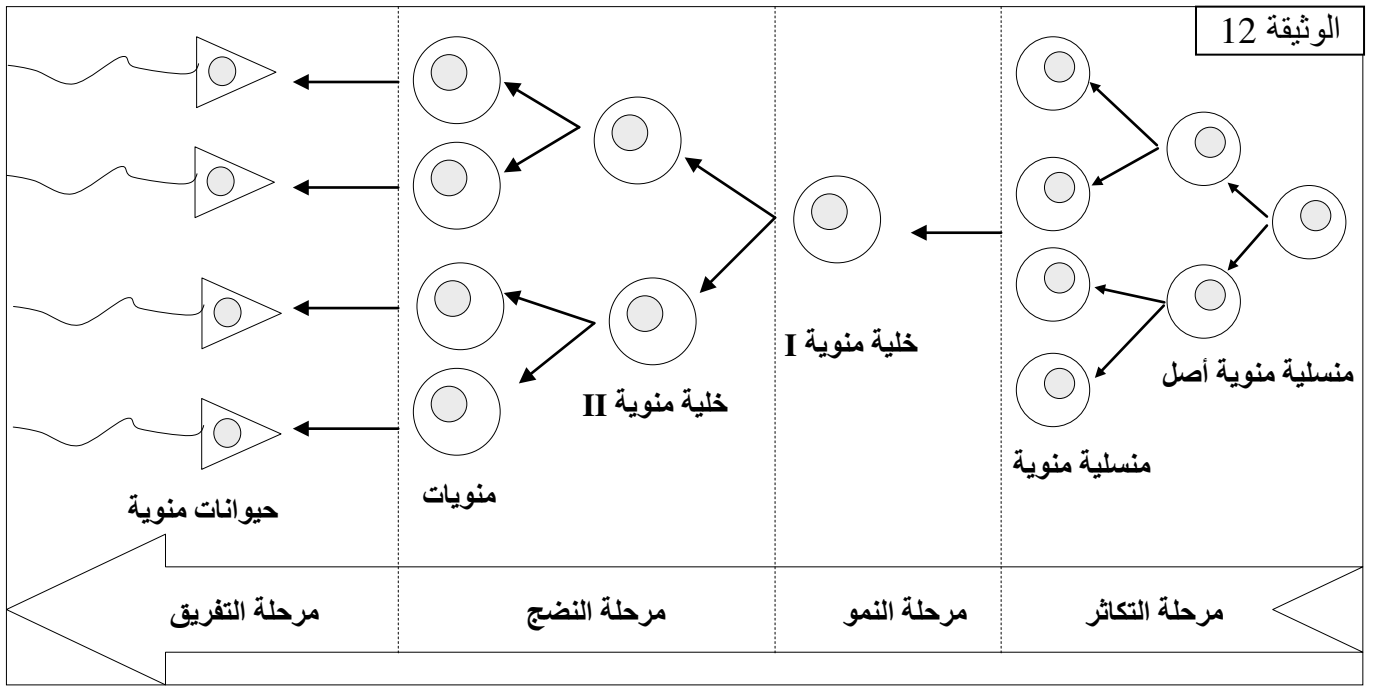 الوثيقة 12
منسلية منوية أصل
منسلية منوية
خلية منوية I
خلية منوية II
منويات
حيوانات منوية
مرحلة التكاثر
مرحلة النمو
مرحلة النضج
مرحلة التفريق